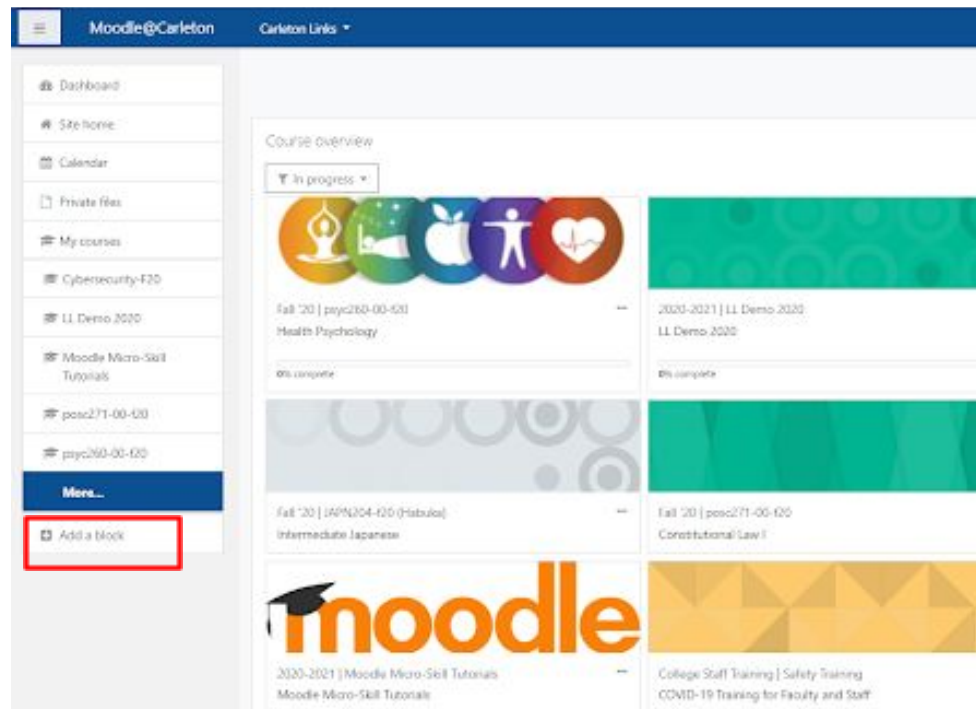 Moodle@Carleton
Carleton Links
Dashboard
Site home
Calendar
Private files
My courses
Cybersecurity-F20
LL Demo 2020
Moodle Micro-Skill
Tutorials
posc271-00-f20
psyc260-00-f20
More...
Add a block
Course overview
In progress
Fall '20 | psyc260-00-f20
Health Psychology
0% complete
2020-2021 | LL Demo 2020
LL Demo 2020
0% complete
Fall '20 | JAPN204-f20 (Habuka)
Intermediate Japanese
Fall '20 | posc271-00-f20
Constitutional Law I
moodle
2020-2021 | Moodle Micro-Skill Tutorials
Moodle Micro-Skill Tutorials
College Staff Training | Safety Training
COVID-19 Training for Faculty and Staff